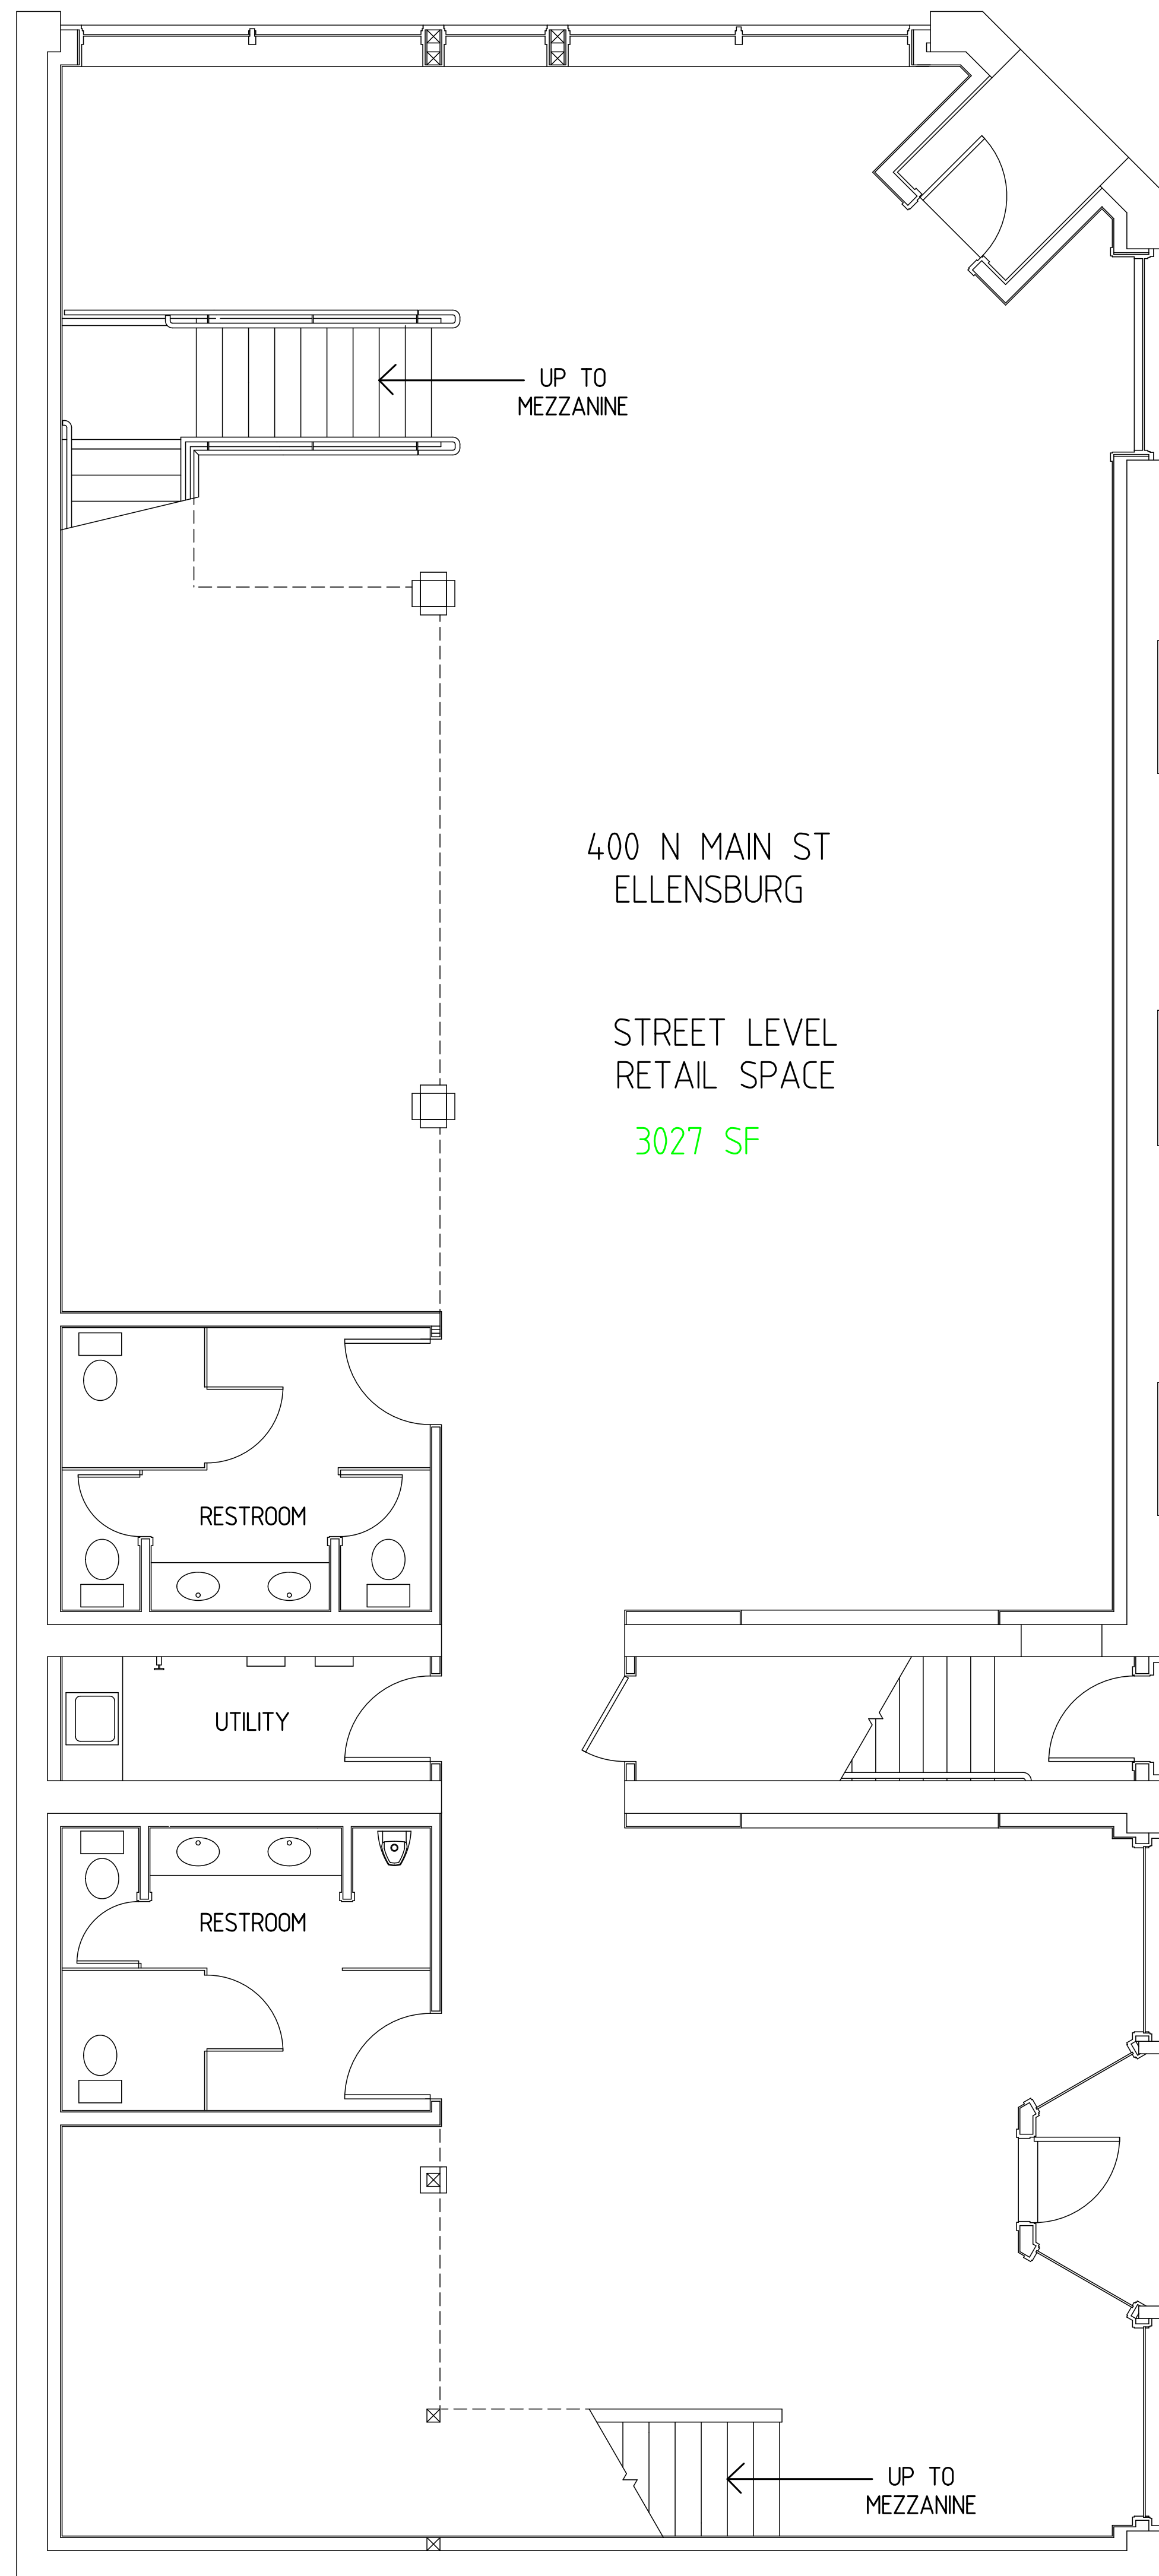 UP TO
MEZZANINE
400 N MAIN ST
ELLENSBURG
STREET LEVEL
RETAIL SPACE
3027 SF
RESTROOM
UTILITY
RESTROOM
UP TO
MEZZANINE